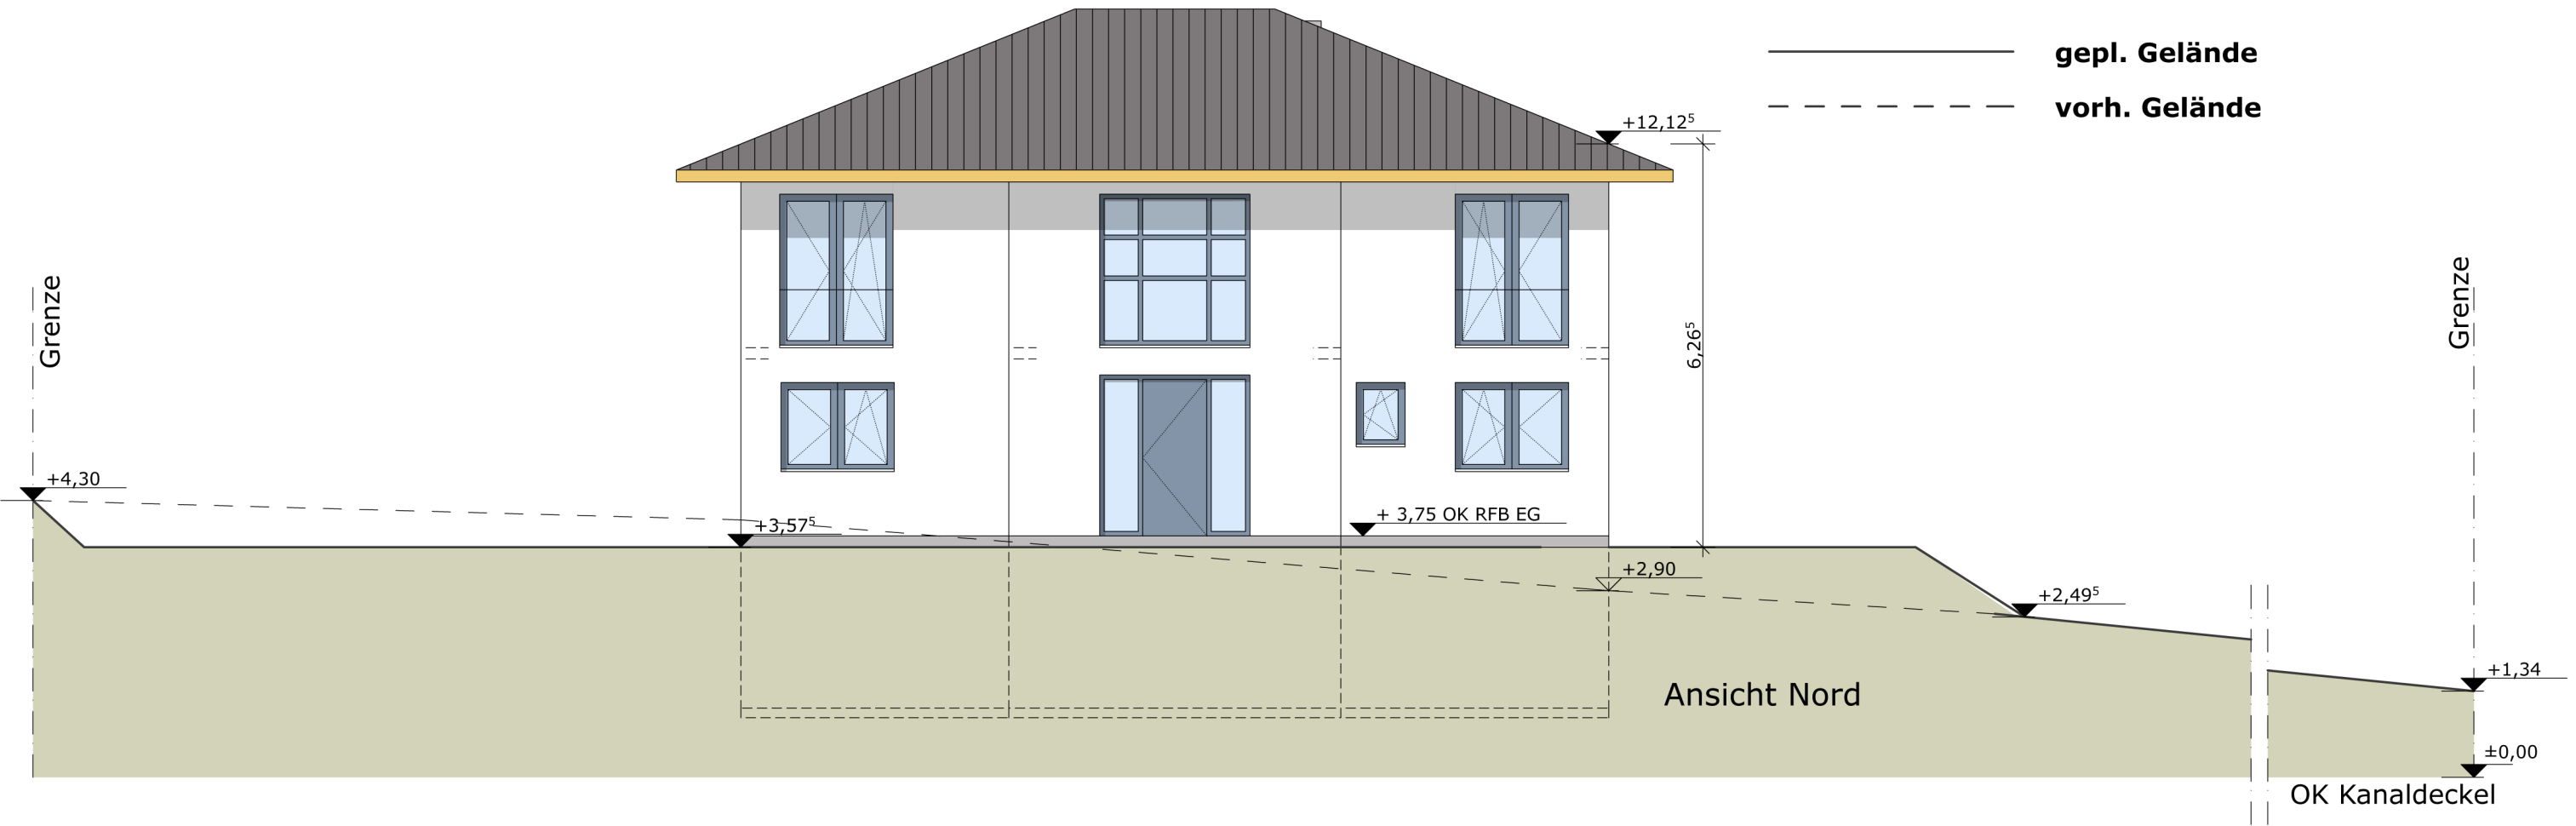 gepl. Gelände
vorh. Gelände
+12,12⁵
Grenze
Grenze
6,26⁵
+4,30
+3,57⁵
+ 3,75 OK RFB EG
+2,90
+2,49⁵
+1,34
Ansicht Nord
±0,00
OK Kanaldeckel